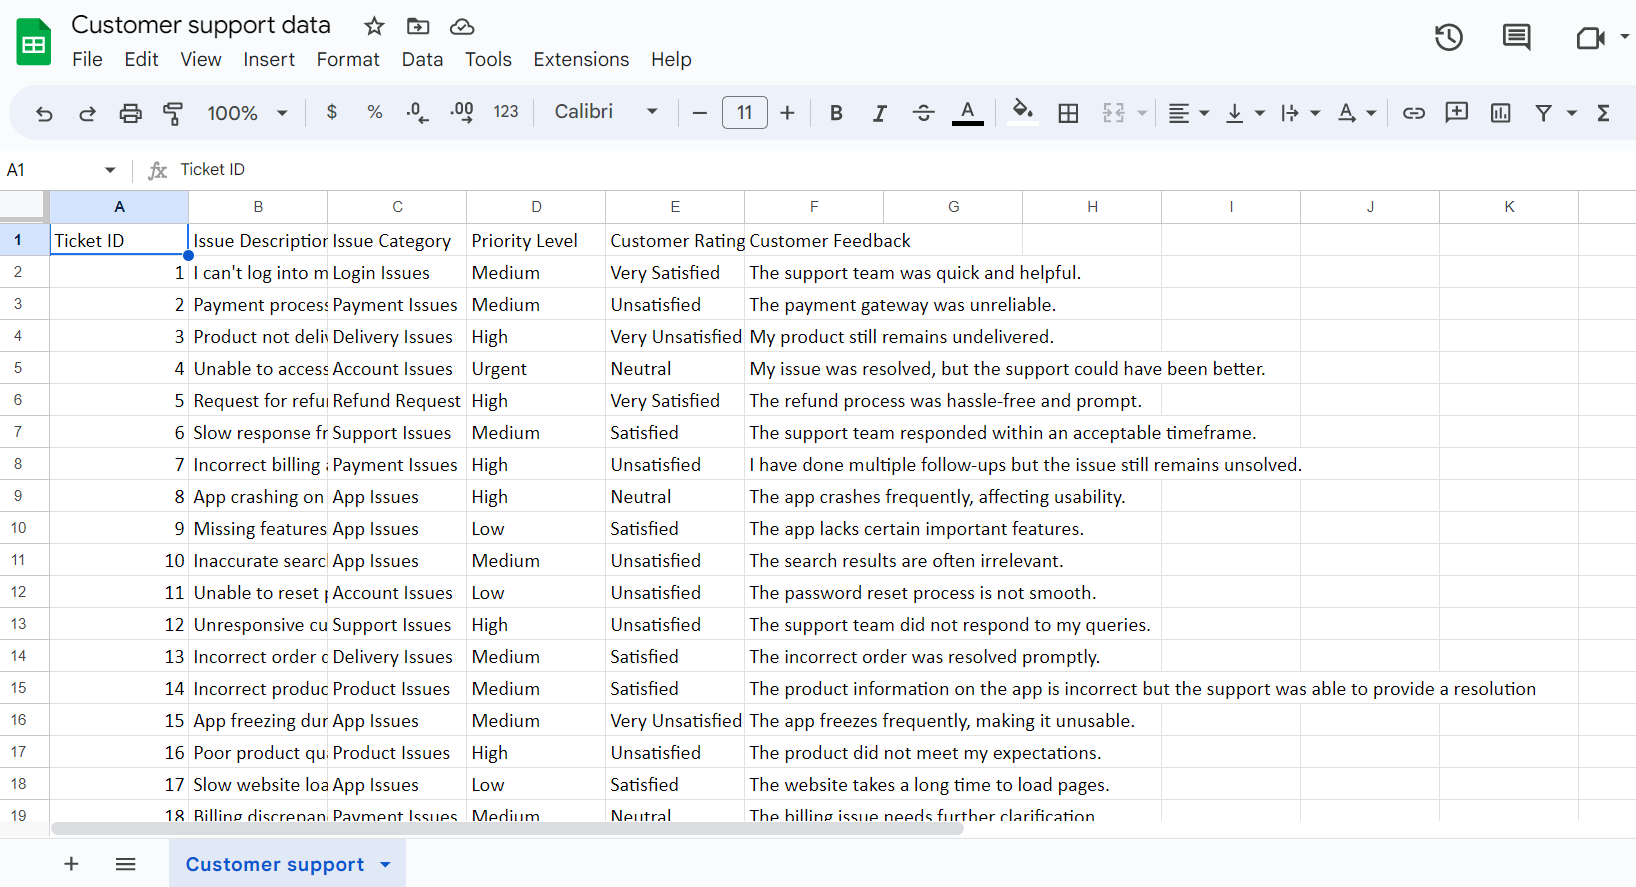 Customer support data
File Edit View Insert Format Data Tools Extensions Help
100% $ % .0 .00 123 Calibri 11 B I S A A Σ
A1 fx Ticket ID
A B C D E F G H I J K
1 Ticket ID Issue Description Issue Category Priority Level Customer Rating Customer Feedback
2 1 I can't log into m Login Issues Medium Very Satisfied The support team was quick and helpful.
3 2 Payment process Payment Issues Medium Unsatisfied The payment gateway was unreliable.
4 3 Product not deliv Delivery Issues High Very Unsatisfied My product still remains undelivered.
5 4 Unable to access Account Issues Urgent Neutral My issue was resolved, but the support could have been better.
6 5 Request for refu Refund Request High Very Satisfied The refund process was hassle-free and prompt.
7 6 Slow response fr Support Issues Medium Satisfied The support team responded within an acceptable timeframe.
8 7 Incorrect billing Payment Issues High Unsatisfied I have done multiple follow-ups but the issue still remains unsolved.
9 8 App crashing on App Issues High Neutral The app crashes frequently, affecting usability.
10 9 Missing features App Issues Low Satisfied The app lacks certain important features.
11 10 Inaccurate searc App Issues Medium Unsatisfied The search results are often irrelevant.
12 11 Unable to reset Account Issues Low Unsatisfied The password reset process is not smooth.
13 12 Unresponsive cu Support Issues High Unsatisfied The support team did not respond to my queries.
14 13 Incorrect order Delivery Issues Medium Satisfied The incorrect order was resolved promptly.
15 14 Incorrect produc Product Issues Medium Satisfied The product information on the app is incorrect but the support was able to provide a resolution
16 15 App freezing dur App Issues Medium Very Unsatisfied The app freezes frequently, making it unusable.
17 16 Poor product qu Product Issues High Unsatisfied The product did not meet my expectations.
18 17 Slow website loa App Issues Low Satisfied The website takes a long time to load pages.
19 18 Billing discrepan Payment Issues Medium Neutral The billing issue needs further clarification
Customer support